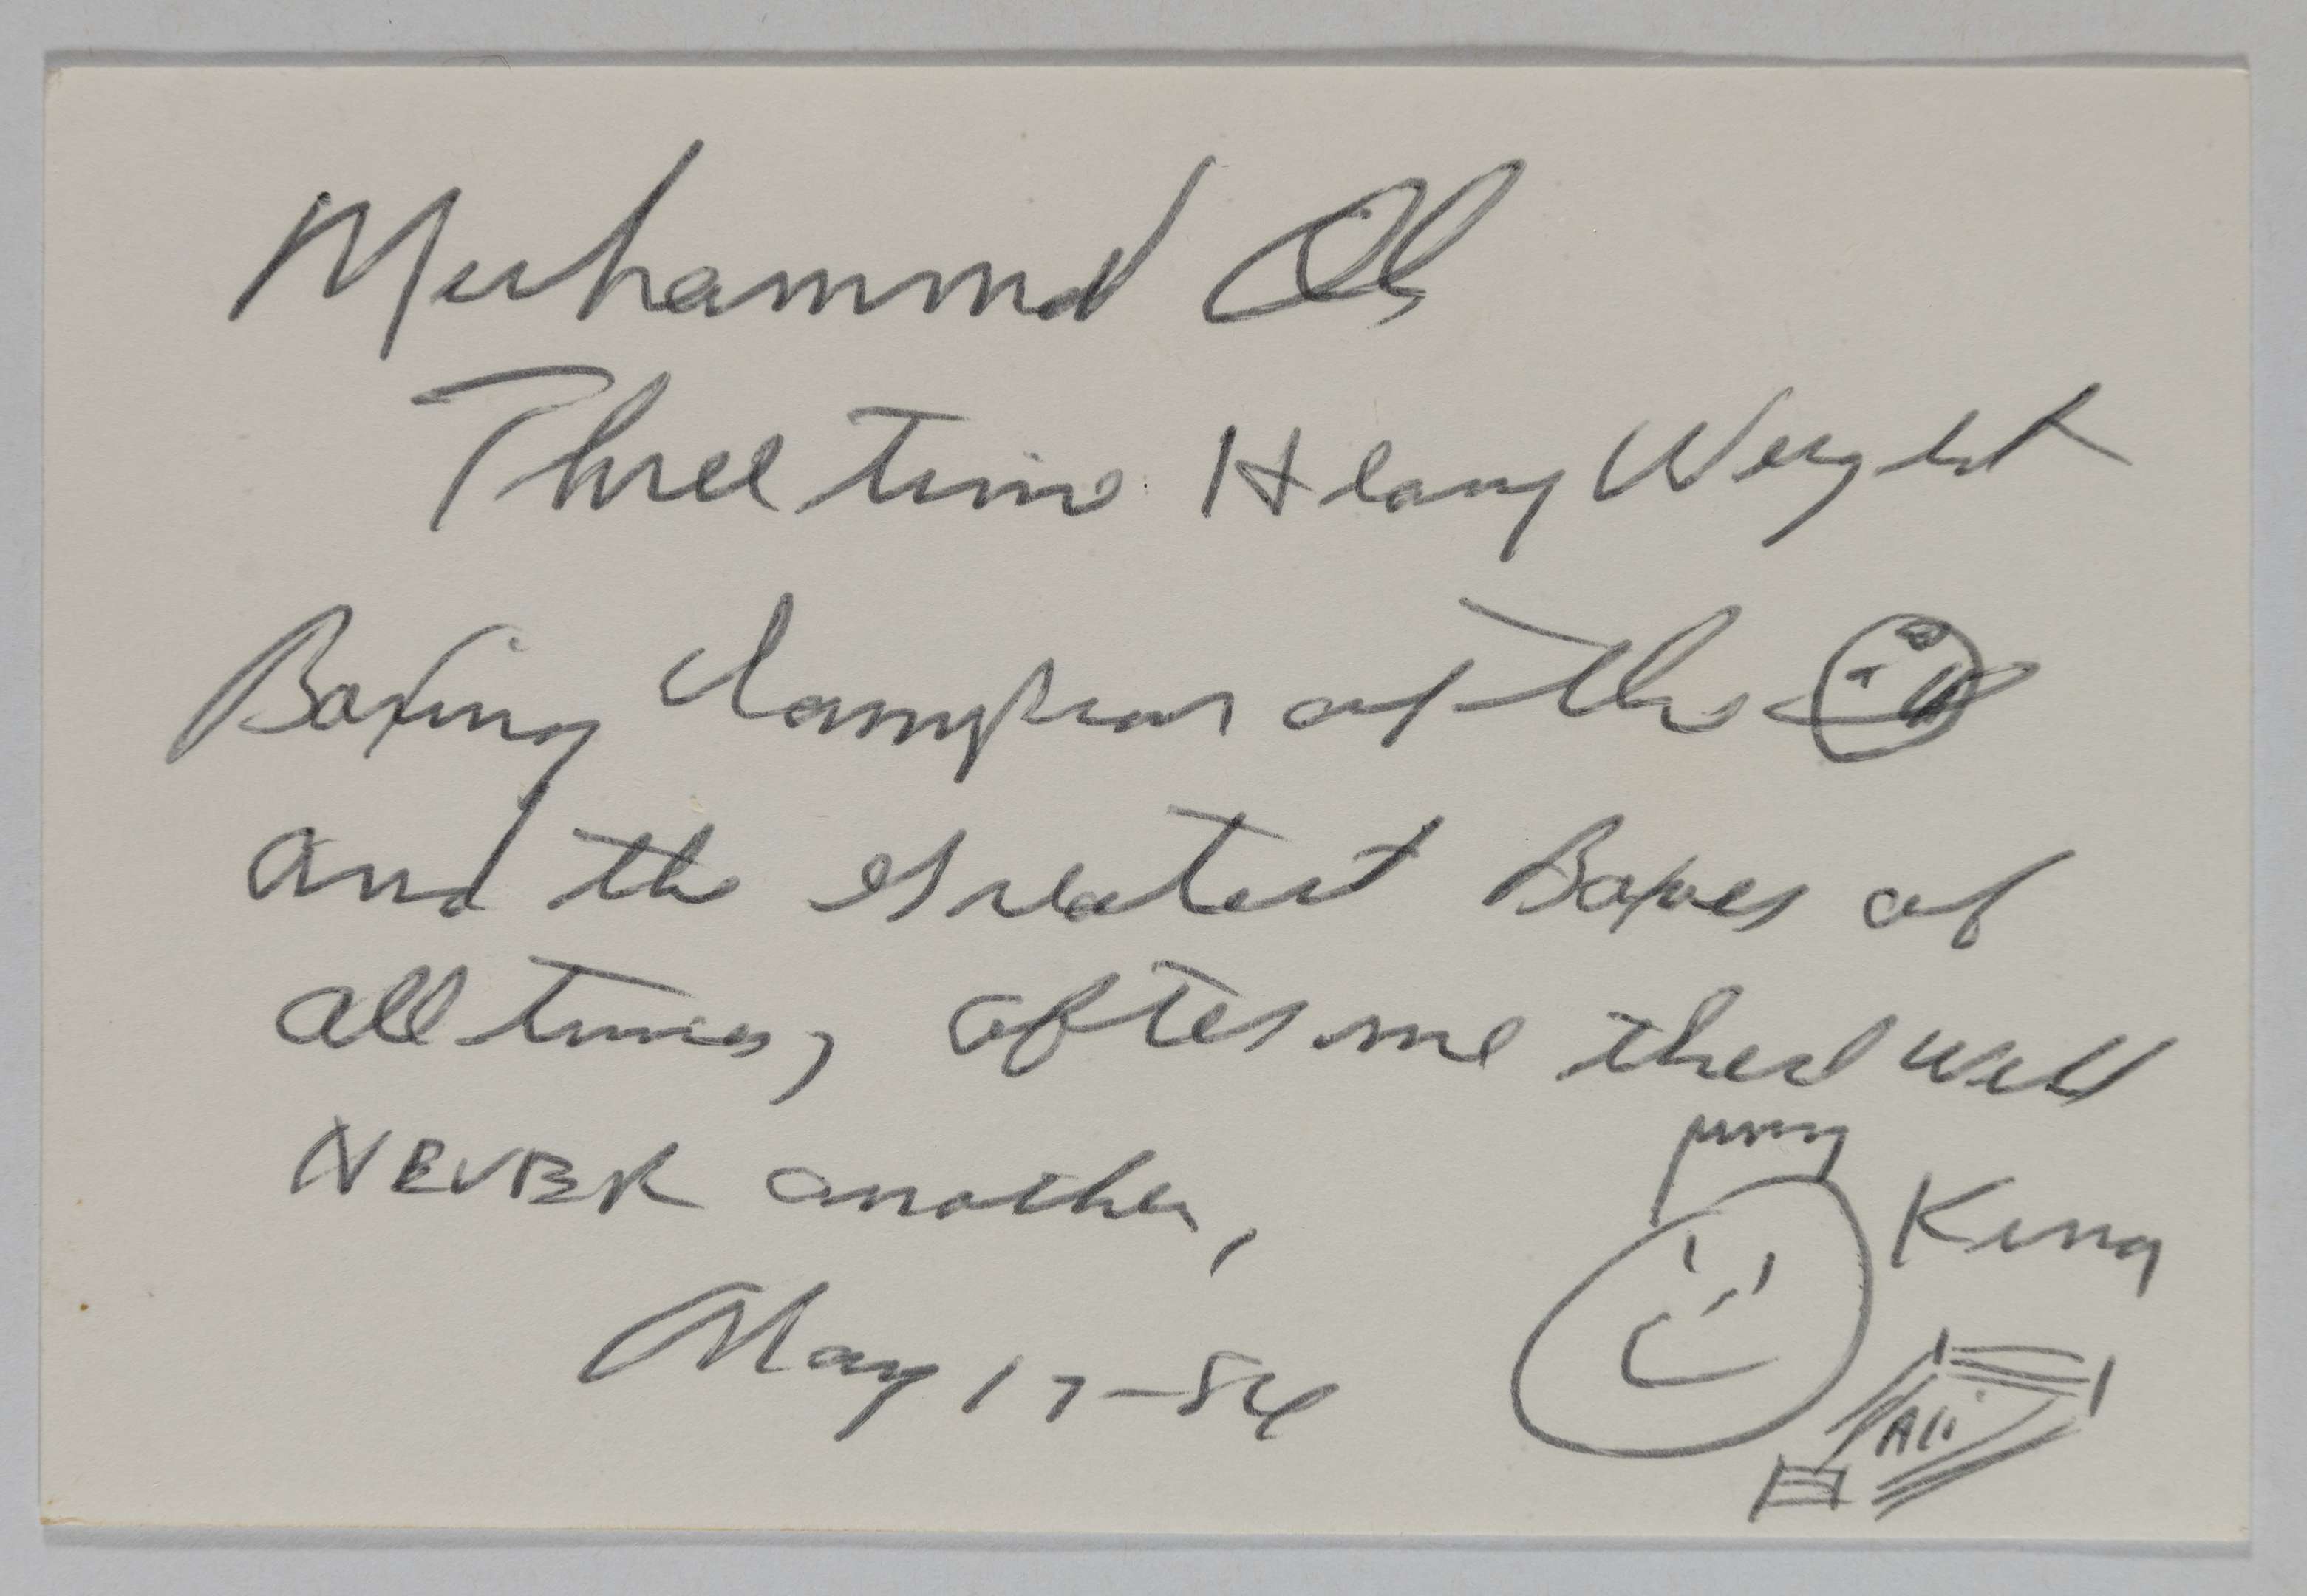 Muhammad Ali
Three time Heavy Weight
Boxing Champion of the
and the greatest Boxer of
all times, after me there will
NEVER another,
May 17-84
King
Ali